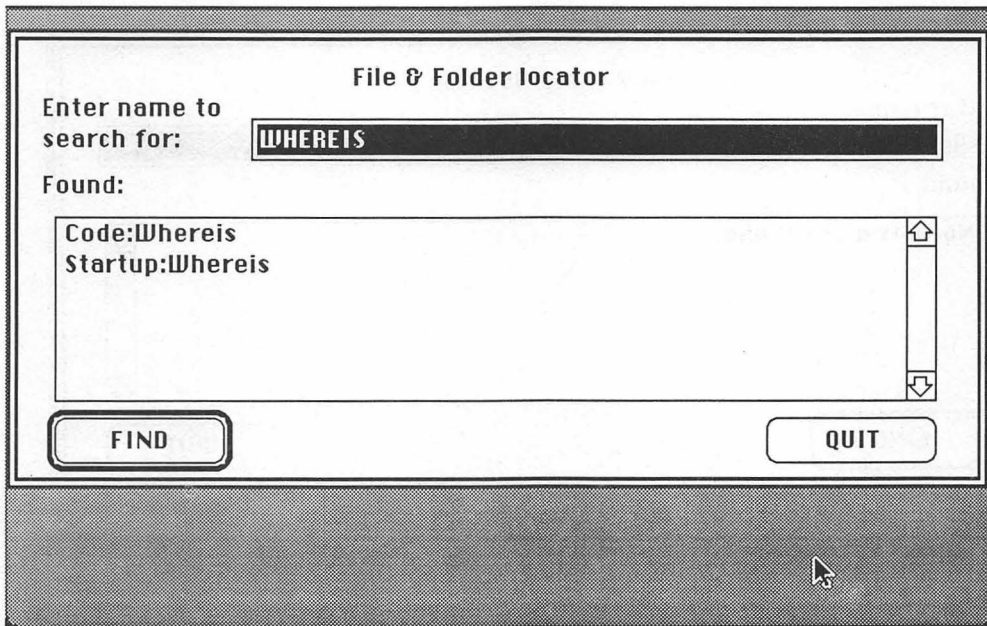 File & Folder locator
Enter name to
search for:
WHEREIS
Found:
Code:Whereis
Startup:Whereis
FIND
QUIT